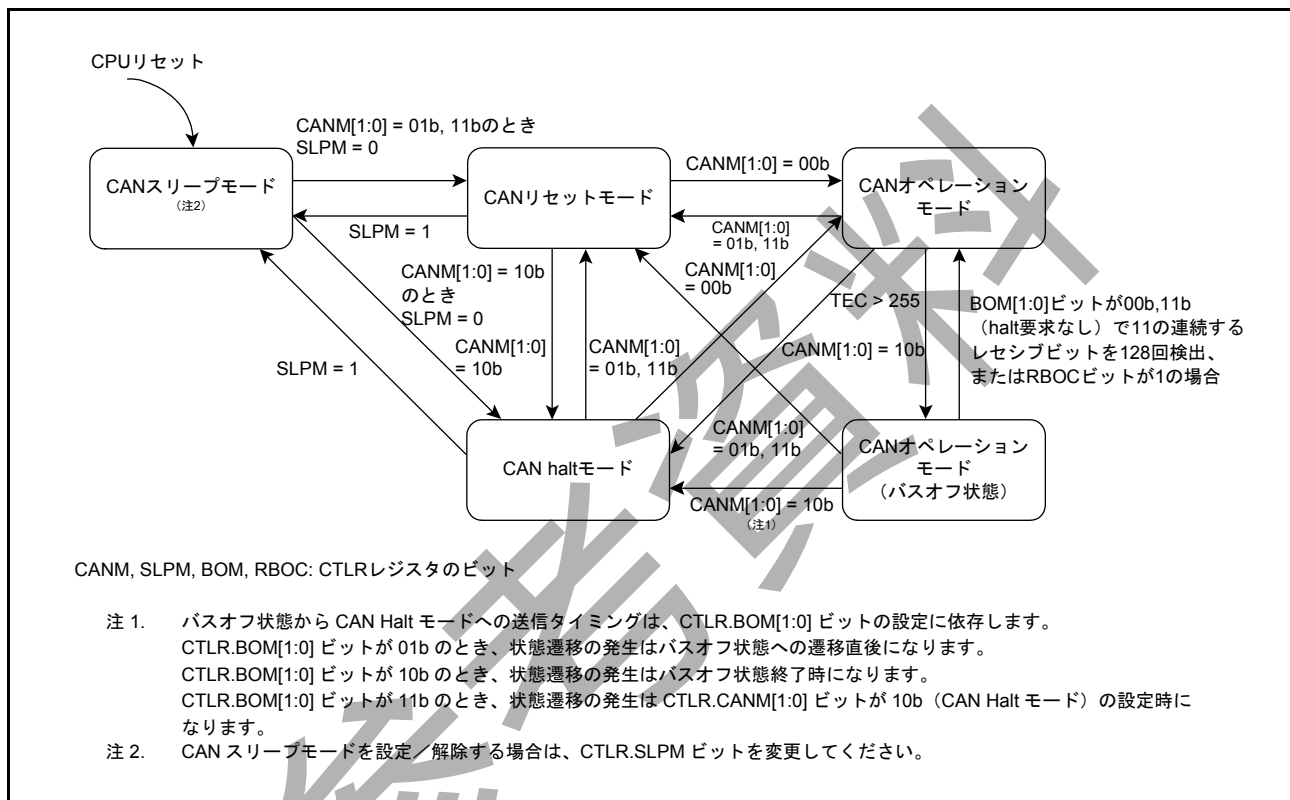 CPUリセット
CANM[1:0] = 01b, 11bのとき
SLPM = 0
CANM[1:0] = 00b
CANスリープモード
（注2）
CANリセットモード
CANオペレーション
モード
SLPM = 1
CANM[1:0]
= 01b, 11b
CANM[1:0] = 10b
のとき
SLPM = 0
CANM[1:0]
= 00b
TEC > 255
BOM[1:0]ビットが00b,11b
（halt要求なし）で11の連続する
レセシブビットを128回検出、
またはRBOCビットが1の場合
SLPM = 1
CANM[1:0]
= 10b
CANM[1:0]
= 01b, 11b
CANM[1:0] = 10b
CAN haltモード
CANM[1:0]
= 01b, 11b
CANオペレーション
モード
（バスオフ状態）
CANM[1:0] = 10b
（注1）
CANM, SLPM, BOM, RBOC: CTLRレジスタのビット
注 1. バスオフ状態から CAN Halt モードへの送信タイミングは、CTLR.BOM[1:0] ビットの設定に依存します。
CTLR.BOM[1:0] ビットが 01b のとき、状態遷移の発生はバスオフ状態への遷移直後になります。
CTLR.BOM[1:0] ビットが 10b のとき、状態遷移の発生はバスオフ状態終了時になります。
CTLR.BOM[1:0] ビットが 11b のとき、状態遷移の発生は CTLR.CANM[1:0] ビットが 10b（CAN Halt モード）の設定時に
なります。
注 2. CAN スリープモードを設定／解除する場合は、CTLR.SLPM ビットを変更してください。
参考資料